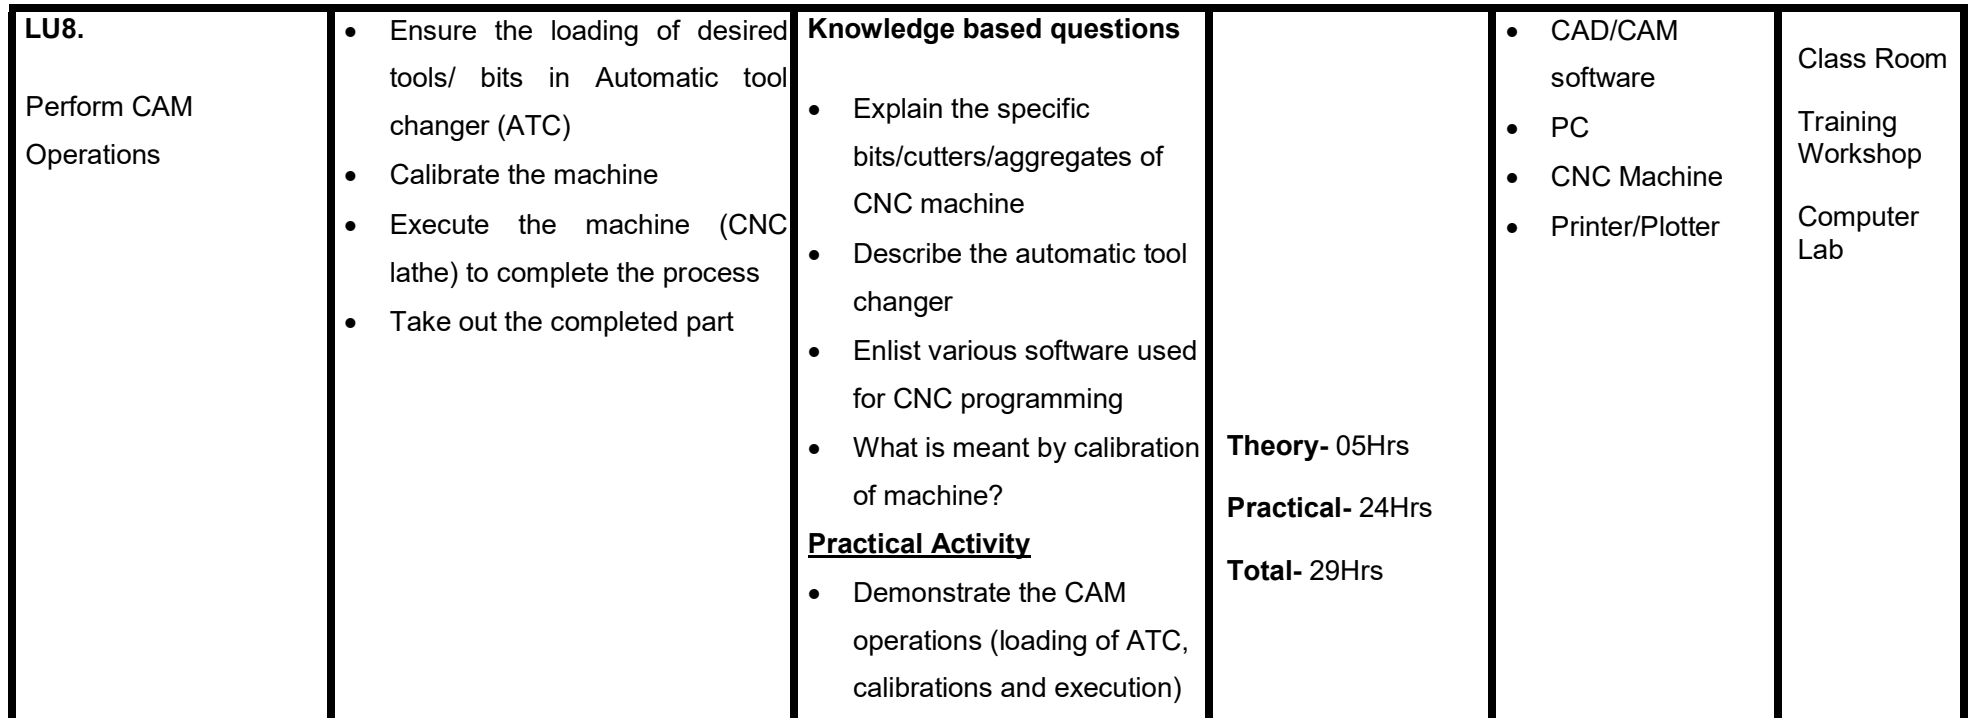 LU8.
Perform CAM
Operations
• Ensure the loading of desired
tools/ bits in Automatic tool
changer (ATC)
• Calibrate the machine
• Execute the machine (CNC
lathe) to complete the process
• Take out the completed part
Knowledge based questions
• Explain the specific
bits/cutters/aggregates of
CNC machine
• Describe the automatic tool
changer
• Enlist various software used
for CNC programming
• What is meant by calibration
of machine?
Practical Activity
• Demonstrate the CAM
operations (loading of ATC,
calibrations and execution)
Theory- 05Hrs
Practical- 24Hrs
Total- 29Hrs
• CAD/CAM
software
• PC
• CNC Machine
• Printer/Plotter
Class Room
Training
Workshop
Computer
Lab